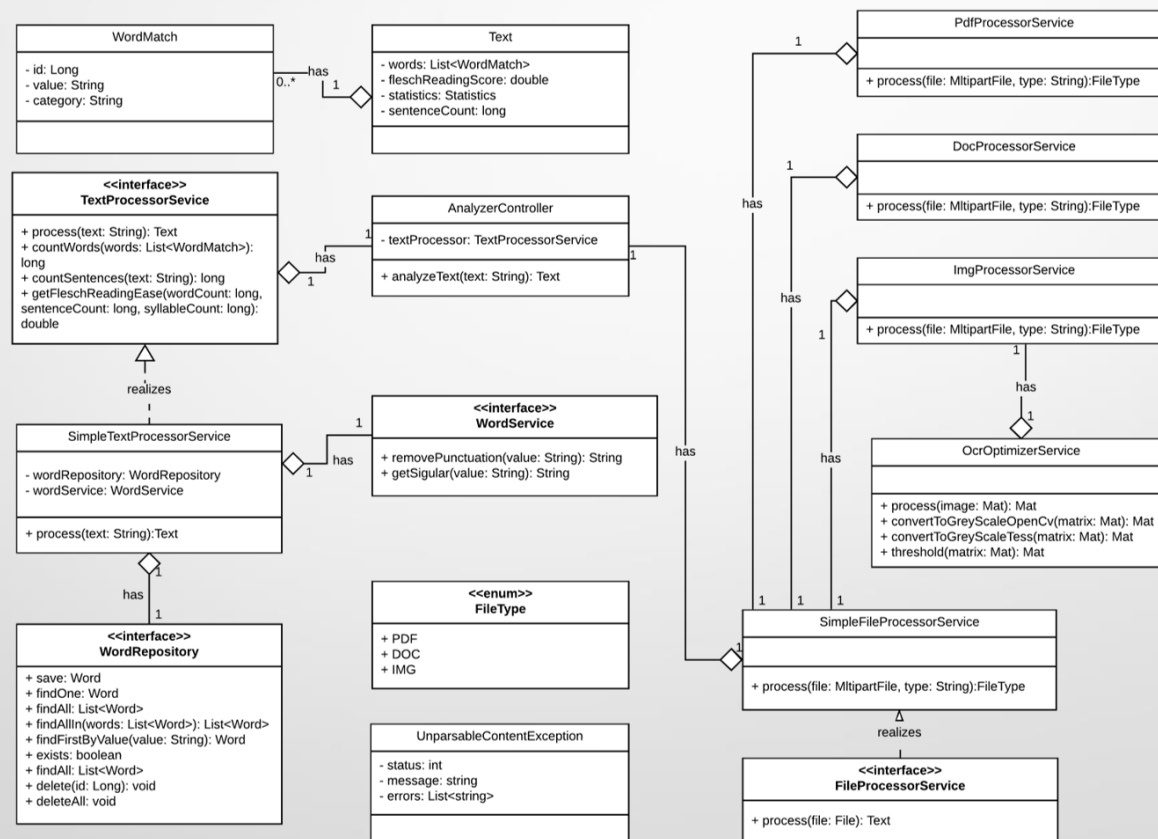 WordMatch
- id: Long
- value: String
- category: String
0..*
has
1
Text
- words: List<WordMatch>
- fleschReadingScore: double
- statistics: Statistics
- sentenceCount: long
<<interface>>
TextProcessorSevice
+ process(text: String): Text
+ countWords(words: List<WordMatch>):
long
+ countSentences(text: String): long
+ getFleschReadingEase(wordCount: long,
sentenceCount: long, syllableCount: long):
double
1
has
1
AnalyzerController
- textProcessor: TextProcessorService
+ analyzeText(text: String): Text
1
realizes
SimpleTextProcessorService
- wordRepository: WordRepository
- wordService: WordService
+ process(text: String):Text
1
has
1
<<interface>>
WordService
+ removePunctuation(value: String): String
+ getSigular(value: String): String
1
has
1
<<interface>>
WordRepository
+ save: Word
+ findOne: Word
+ findAll: List<Word>
+ findAllIn(words: List<Word>): List<Word>
+ findFirstByValue(value: String): Word
+ exists: boolean
+ findAll: List<Word>
+ delete(id: Long): void
+ deleteAll: void
<<enum>>
FileType
+ PDF
+ DOC
+ IMG
UnparsableContentException
- status: int
- message: string
- errors: List<string>
has
1
PdfProcessorService
+ process(file: MltipartFile, type: String):FileType
1
has
DocProcessorService
+ process(file: MltipartFile, type: String):FileType
1
has
ImgProcessorService
+ process(file: MltipartFile, type: String):FileType
1
has
1
has
1
OcrOptimizerService
+ process(image: Mat): Mat
+ convertToGreyScaleOpenCv(matrix: Mat): Mat
+ convertToGreyScaleTess(matrix: Mat): Mat
+ threshold(matrix: Mat): Mat
1
1
1
SimpleFileProcessorService
+ process(file: MltipartFile, type: String):FileType
realizes
<<interface>>
FileProcessorService
+ process(file: File): Text